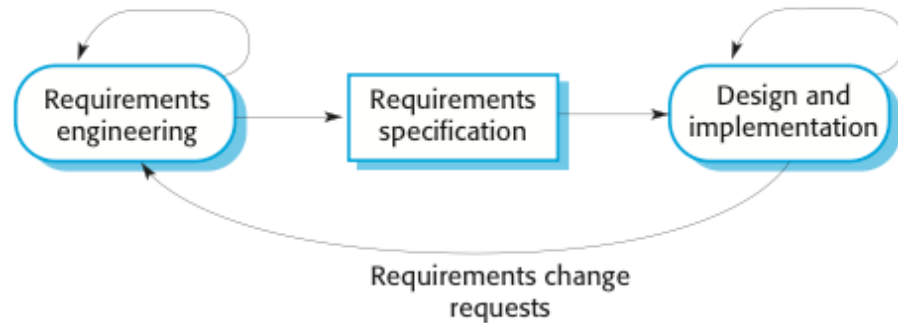 Requirements
engineering
Requirements
specification
Design and
implementation
Requirements change
requests